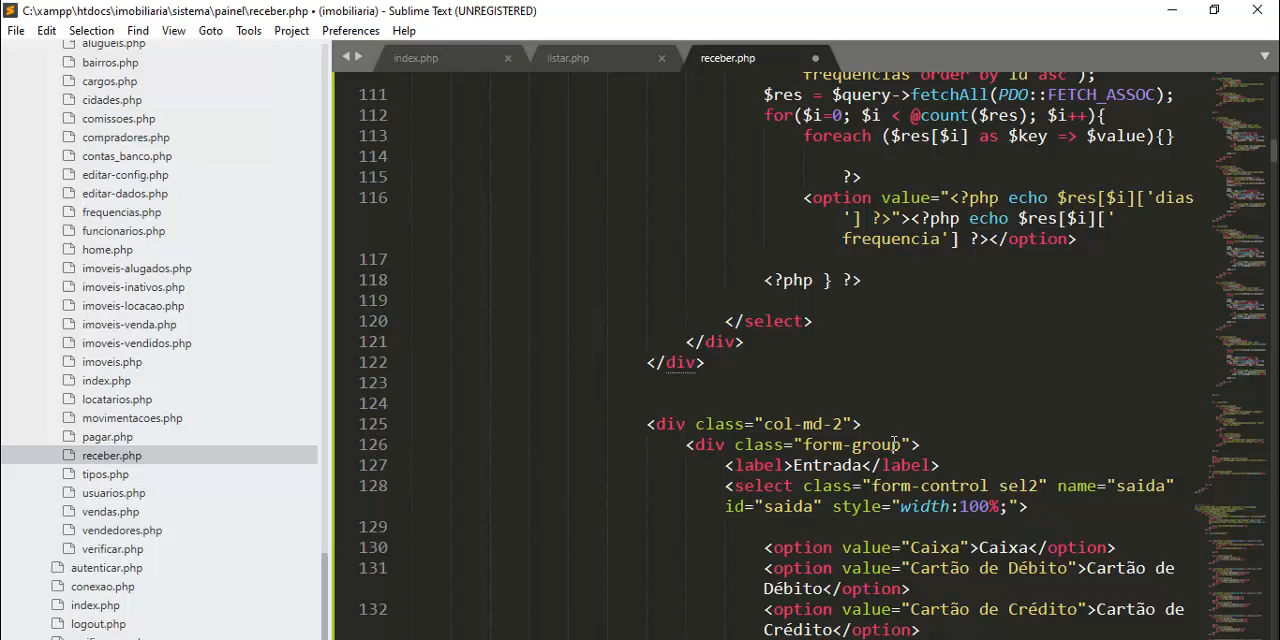 C:\xampp\htdocs\imobiliaria\sistema\painel\receber.php • (imobiliaria) - Sublime Text (UNREGISTERED)
File Edit Selection Find View Goto Tools Project Preferences Help
alugueis.php
bairros.php
cargos.php
cidades.php
comissoes.php
compradores.php
contas_banco.php
editar-config.php
editar-dados.php
frequencias.php
funcionarios.php
home.php
imoveis-alugados.php
imoveis-inativos.php
imoveis-locacao.php
imoveis-venda.php
imoveis-vendidos.php
imoveis.php
index.php
locatarios.php
movimentacoes.php
pagar.php
receber.php
tipos.php
usuarios.php
vendas.php
vendedores.php
verificar.php
autenticar.php
conexao.php
index.php
logout.php
index.php listar.php receber.php
frequencias order by id asc");
111 $res = $query->fetchAll(PDO::FETCH_ASSOC);
112 for($i=0; $i < @count($res); $i++){
113 foreach ($res[$i] as $key => $value){}
114
115 ?>
116 <option value="<?php echo $res[$i]['dias
'] ?>"><?php echo $res[$i]['
frequencia'] ?></option>
117
118 <?php } ?>
119
120 </select>
121 </div>
122 </div>
123
124
125 <div class="col-md-2">
126 <div class="form-group">
127 <label>Entrada</label>
128 <select class="form-control sel2" name="saida"
id="saida" style="width:100%;">
129
130 <option value="Caixa">Caixa</option>
131 <option value="Cartão de Débito">Cartão de
Débito</option>
132 <option value="Cartão de Crédito">Cartão de
Crédito</option>